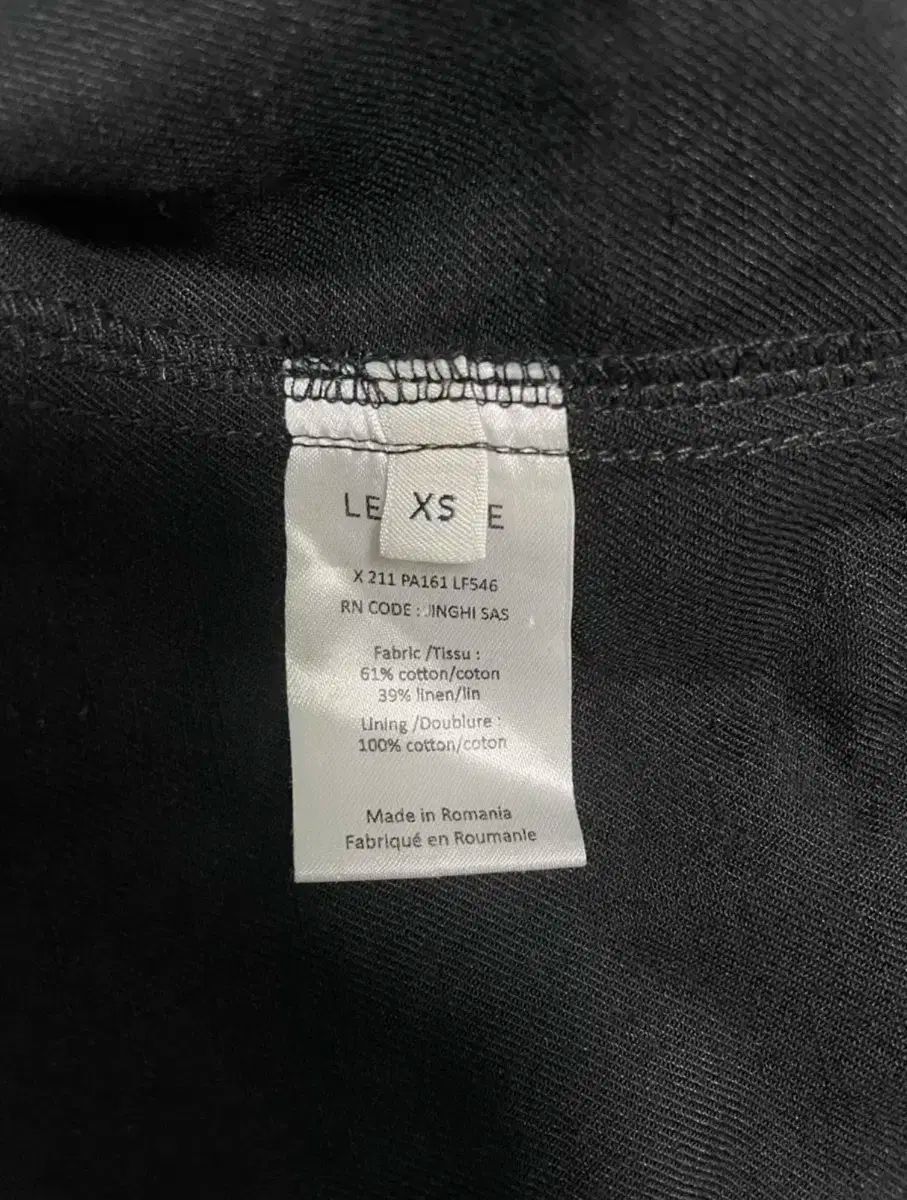 LE E
XS
X 211 PA161 LF546
RN CODE : JINGHI SAS
Fabric /Tissu :
61% cotton/coton
39% linen/lin
Lining /Doublure :
100% cotton/coton
Made in Romania
Fabriqué en Roumanie